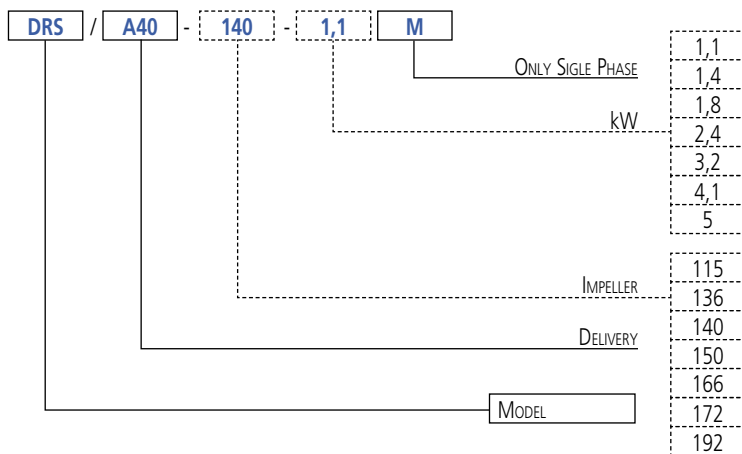 DRS / A40 - 140 - 1,1 M
Only Sigle Phase
kW
1,1
1,4
1,8
2,4
3,2
4,1
5
Impeller
115
136
140
150
166
172
192
Delivery
Model